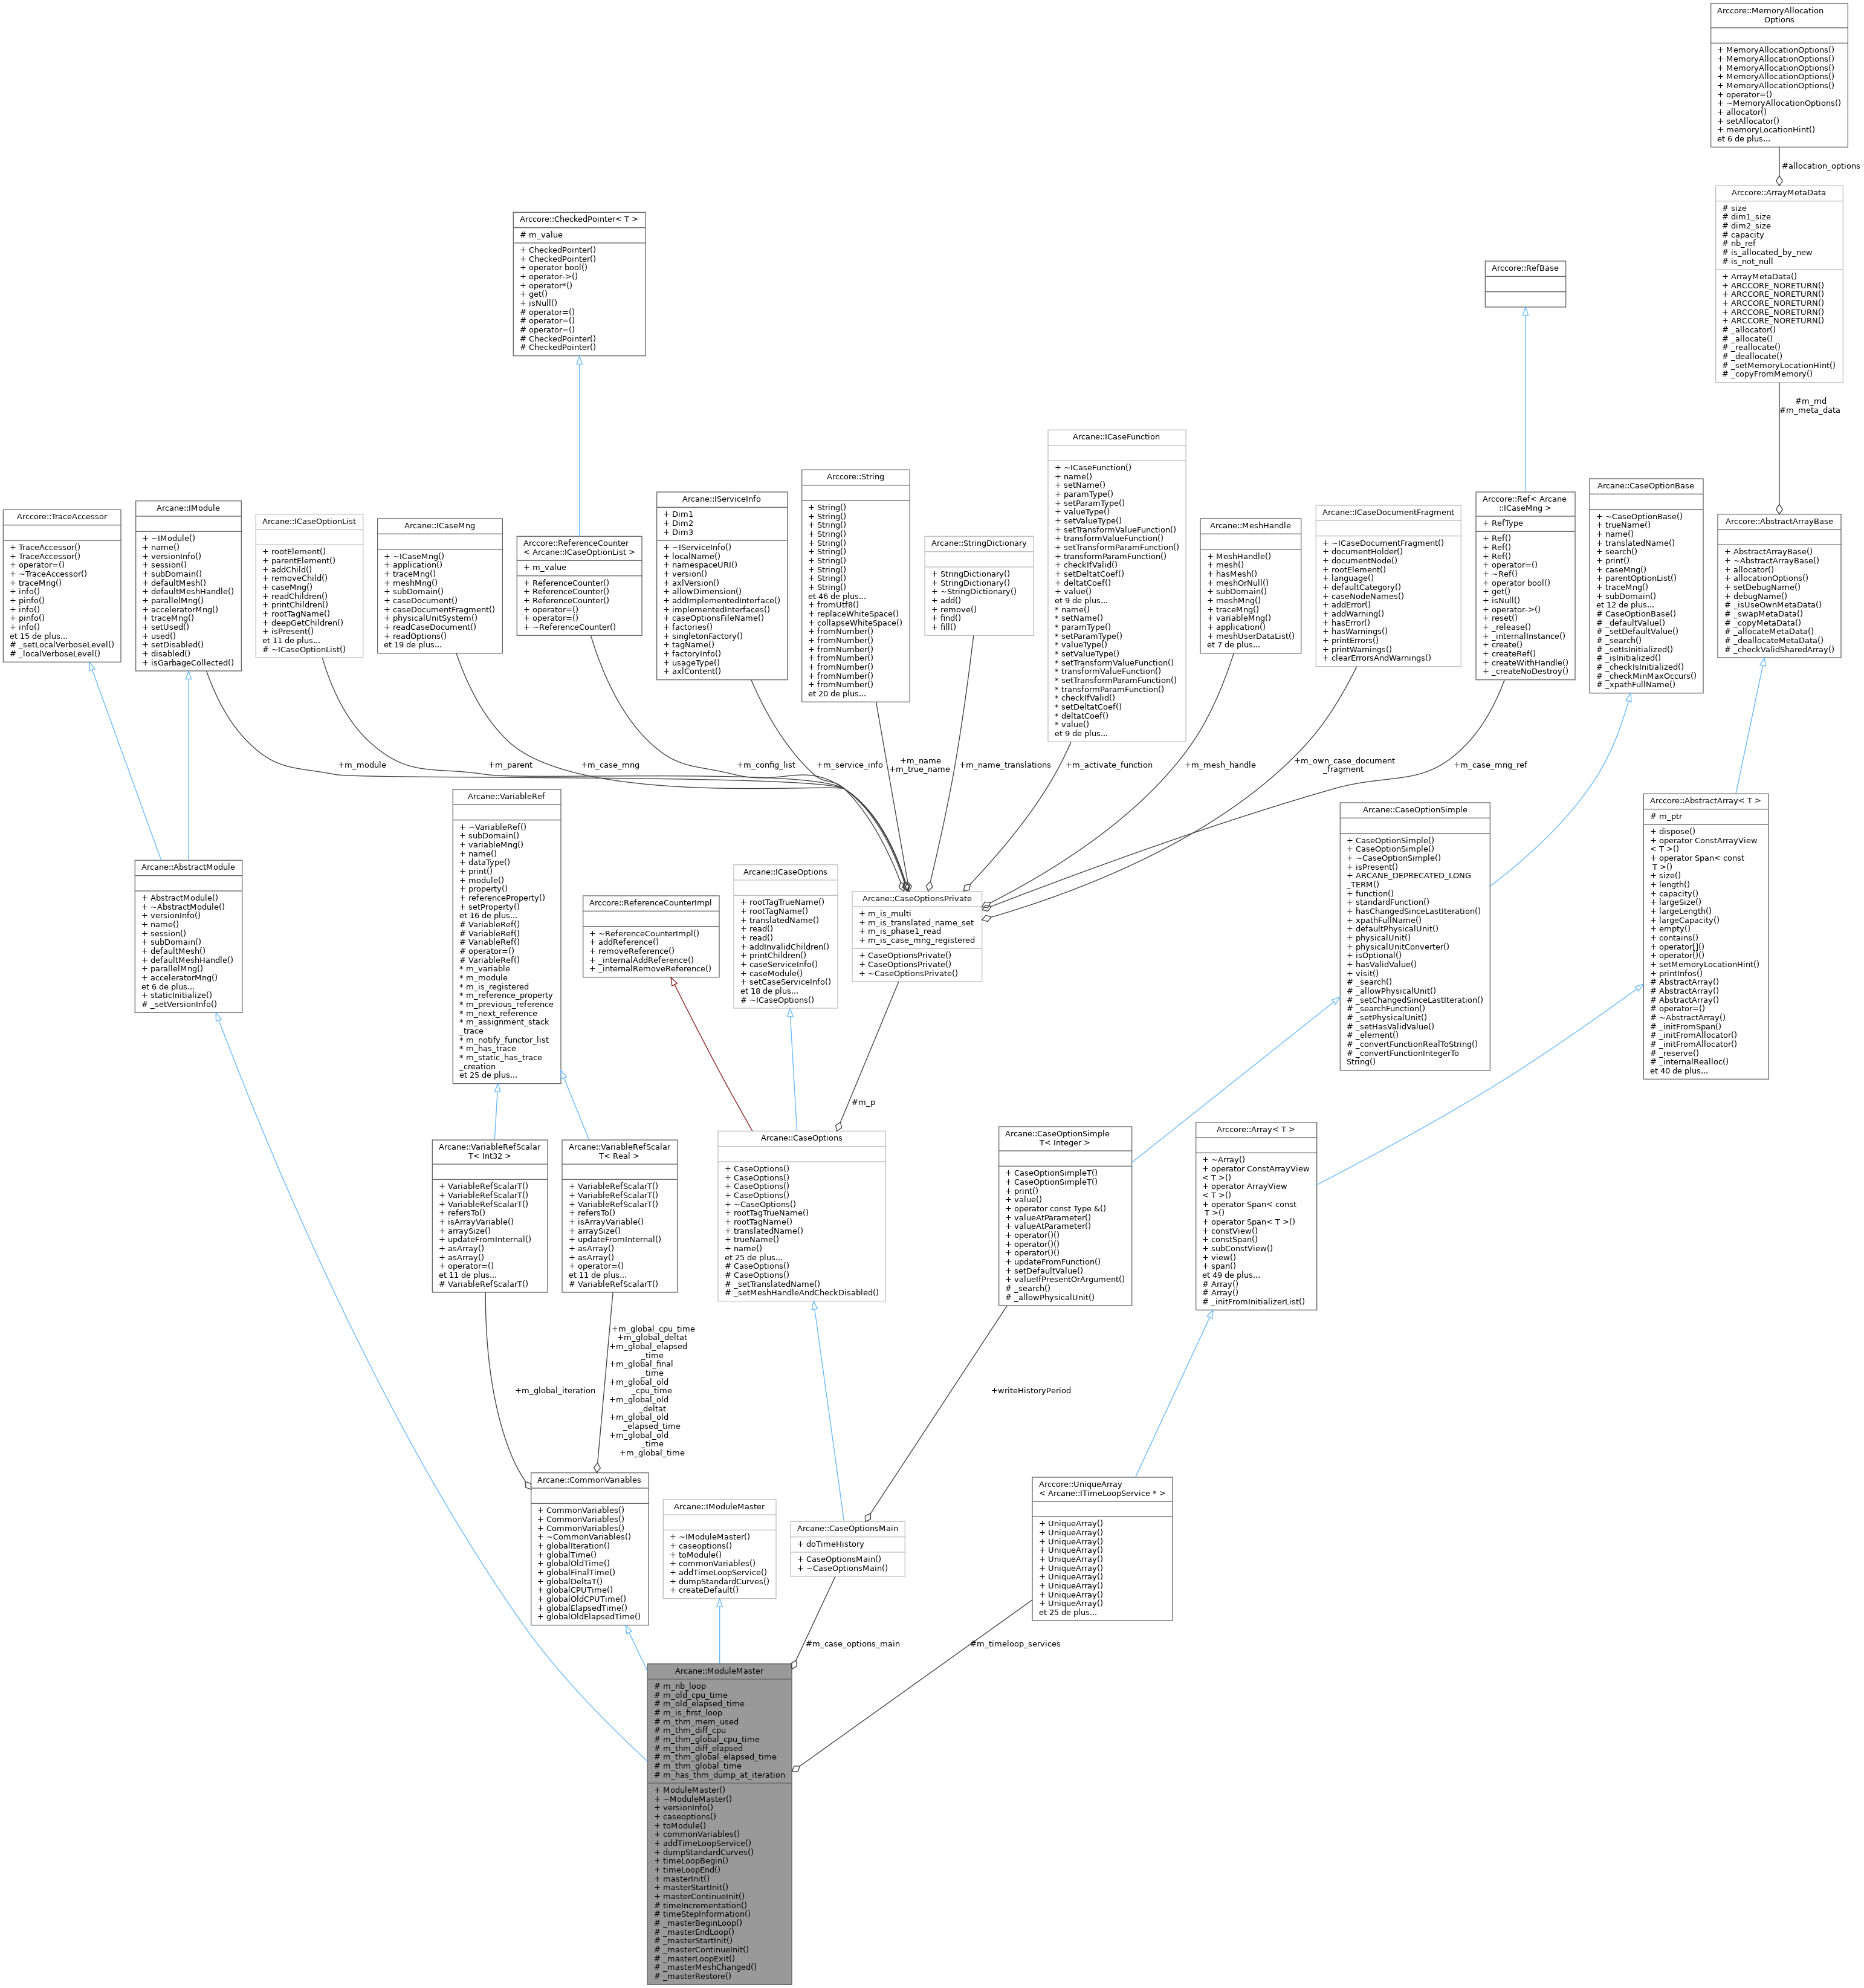 Arccore::MemoryAllocation
Options
+ MemoryAllocationOptions()
+ MemoryAllocationOptions()
+ MemoryAllocationOptions()
+ MemoryAllocationOptions()
+ MemoryAllocationOptions()
+ operator=()
+ ~MemoryAllocationOptions()
+ allocator()
+ setAllocator()
+ memoryLocationHint()
et 6 de plus...
#allocation_options
Arccore::ArrayMetaData
# size
# dim1_size
# dim2_size
# capacity
# nb_ref
# is_allocated_by_new
# is_not_null
+ ArrayMetaData()
+ ARCCORE_NORETURN()
+ ARCCORE_NORETURN()
+ ARCCORE_NORETURN()
+ ARCCORE_NORETURN()
+ ARCCORE_NORETURN()
# _allocator()
# _allocate()
# _reallocate()
# _deallocate()
# _setMemoryLocationHint()
# _copyFromMemory()
#m_md
#m_meta_data
Arccore::CheckedPointer< T >
# m_value
+ CheckedPointer()
+ CheckedPointer()
+ operator bool()
+ operator->()
+ operator*()
+ get()
+ isNull()
# operator=()
# operator=()
# operator=()
# CheckedPointer()
# CheckedPointer()
Arccore::RefBase
Arccore::TraceAccessor
+ TraceAccessor()
+ TraceAccessor()
+ operator=()
+ ~TraceAccessor()
+ traceMng()
+ info()
+ pinfo()
+ info()
+ pinfo()
+ info()
et 15 de plus...
# _setLocalVerboseLevel()
# _localVerboseLevel()
Arcane::IModule
+ ~IModule()
+ name()
+ versionInfo()
+ session()
+ subDomain()
+ defaultMesh()
+ defaultMeshHandle()
+ parallelMng()
+ acceleratorMng()
+ traceMng()
+ setUsed()
+ used()
+ setDisabled()
+ disabled()
+ isGarbageCollected()
Arcane::ICaseOptionList
+ rootElement()
+ parentElement()
+ addChild()
+ removeChild()
+ caseMng()
+ readChildren()
+ printChildren()
+ rootTagName()
+ deepGetChildren()
+ isPresent()
et 11 de plus...
# ~ICaseOptionList()
Arcane::ICaseMng
+ ~ICaseMng()
+ application()
+ traceMng()
+ meshMng()
+ subDomain()
+ caseDocument()
+ caseDocumentFragment()
+ physicalUnitSystem()
+ readCaseDocument()
+ readOptions()
et 19 de plus...
Arccore::ReferenceCounter
< Arcane::ICaseOptionList >
+ m_value
+ ReferenceCounter()
+ ReferenceCounter()
+ ReferenceCounter()
+ operator=()
+ operator=()
+ ~ReferenceCounter()
Arcane::IServiceInfo
+ Dim1
+ Dim2
+ Dim3
+ ~IServiceInfo()
+ localName()
+ namespaceURI()
+ version()
+ axlVersion()
+ allowDimension()
+ addImplementedInterface()
+ implementedInterfaces()
+ caseOptionsFileName()
+ factories()
+ singletonFactory()
+ tagName()
+ factoryInfo()
+ usageType()
+ axlContent()
Arccore::String
+ String()
+ String()
+ String()
+ String()
+ String()
+ String()
+ String()
+ String()
+ String()
+ String()
et 46 de plus...
+ fromUtf8()
+ replaceWhiteSpace()
+ collapseWhiteSpace()
+ fromNumber()
+ fromNumber()
+ fromNumber()
+ fromNumber()
+ fromNumber()
+ fromNumber()
+ fromNumber()
et 20 de plus...
Arcane::StringDictionary
+ StringDictionary()
+ StringDictionary()
+ ~StringDictionary()
+ add()
+ remove()
+ find()
+ fill()
Arcane::ICaseFunction
+ ~ICaseFunction()
+ name()
+ setName()
+ paramType()
+ setParamType()
+ valueType()
+ setValueType()
+ setTransformValueFunction()
+ transformValueFunction()
+ setTransformParamFunction()
+ transformParamFunction()
+ checkIfValid()
+ setDeltatCoef()
+ deltatCoef()
+ value()
et 9 de plus...
* name()
* setName()
* paramType()
* setParamType()
* valueType()
* setValueType()
* setTransformValueFunction()
* transformValueFunction()
* setTransformParamFunction()
* transformParamFunction()
* checkIfValid()
* setDeltatCoef()
* deltatCoef()
* value()
et 9 de plus...
Arcane::MeshHandle
+ MeshHandle()
+ mesh()
+ hasMesh()
+ meshOrNull()
+ subDomain()
+ meshMng()
+ traceMng()
+ variableMng()
+ application()
+ meshUserDataList()
et 7 de plus...
Arcane::ICaseDocumentFragment
+ ~ICaseDocumentFragment()
+ documentHolder()
+ documentNode()
+ rootElement()
+ language()
+ defaultCategory()
+ caseNodeNames()
+ addError()
+ addWarning()
+ hasError()
+ hasWarnings()
+ printErrors()
+ printWarnings()
+ clearErrorsAndWarnings()
Arccore::Ref< Arcane
::ICaseMng >
+ RefType
+ Ref()
+ Ref()
+ Ref()
+ operator=()
+ ~Ref()
+ operator bool()
+ get()
+ isNull()
+ operator->()
+ reset()
+ _release()
+ _internalInstance()
+ create()
+ createRef()
+ createWithHandle()
+ _createNoDestroy()
Arcane::CaseOptionBase
+ ~CaseOptionBase()
+ trueName()
+ name()
+ translatedName()
+ search()
+ print()
+ caseMng()
+ parentOptionList()
+ traceMng()
+ subDomain()
et 12 de plus...
# CaseOptionBase()
# _defaultValue()
# _setDefaultValue()
# _search()
# _setIsInitialized()
# _isInitialized()
# _checkIsInitialized()
# _checkMinMaxOccurs()
# _xpathFullName()
Arccore::AbstractArrayBase
+ AbstractArrayBase()
+ ~AbstractArrayBase()
+ allocator()
+ allocationOptions()
+ setDebugName()
+ debugName()
# _isUseOwnMetaData()
# _swapMetaData()
# _copyMetaData()
# _allocateMetaData()
# _deallocateMetaData()
# _checkValidSharedArray()
+m_module
+m_parent
+m_case_mng
+m_config_list
+m_service_info
+m_name
+m_true_name
+m_name_translations
+m_activate_function
+m_mesh_handle
+m_own_case_document
_fragment
+m_case_mng_ref
Arcane::AbstractModule
+ AbstractModule()
+ ~AbstractModule()
+ versionInfo()
+ name()
+ session()
+ subDomain()
+ defaultMesh()
+ defaultMeshHandle()
+ parallelMng()
+ acceleratorMng()
et 6 de plus...
+ staticInitialize()
# _setVersionInfo()
Arcane::VariableRef
+ ~VariableRef()
+ subDomain()
+ variableMng()
+ name()
+ dataType()
+ print()
+ module()
+ property()
+ referenceProperty()
+ setProperty()
et 16 de plus...
# VariableRef()
# VariableRef()
# VariableRef()
# operator=()
# VariableRef()
* m_variable
* m_module
* m_is_registered
* m_reference_property
* m_previous_reference
* m_next_reference
* m_assignment_stack
_trace
* m_notify_functor_list
* m_has_trace
* m_static_has_trace
_creation
et 25 de plus...
Arccore::ReferenceCounterImpl
+ ~ReferenceCounterImpl()
+ addReference()
+ removeReference()
+ _internalAddReference()
+ _internalRemoveReference()
Arcane::ICaseOptions
+ rootTagTrueName()
+ rootTagName()
+ translatedName()
+ read()
+ read()
+ addInvalidChildren()
+ printChildren()
+ caseServiceInfo()
+ caseModule()
+ setCaseServiceInfo()
et 18 de plus...
# ~ICaseOptions()
Arcane::CaseOptionsPrivate
+ m_is_multi
+ m_is_translated_name_set
+ m_is_phase1_read
+ m_is_case_mng_registered
+ CaseOptionsPrivate()
+ CaseOptionsPrivate()
+ ~CaseOptionsPrivate()
Arcane::CaseOptionSimple
+ CaseOptionSimple()
+ CaseOptionSimple()
+ ~CaseOptionSimple()
+ isPresent()
+ ARCANE_DEPRECATED_LONG
_TERM()
+ function()
+ standardFunction()
+ hasChangedSinceLastIteration()
+ xpathFullName()
+ defaultPhysicalUnit()
+ physicalUnit()
+ physicalUnitConverter()
+ isOptional()
+ hasValidValue()
+ visit()
# _search()
# _allowPhysicalUnit()
# _setChangedSinceLastIteration()
# _searchFunction()
# _setPhysicalUnit()
# _setHasValidValue()
# _element()
# _convertFunctionRealToString()
# _convertFunctionIntegerTo
String()
Arccore::AbstractArray< T >
# m_ptr
+ dispose()
+ operator ConstArrayView
< T >()
+ operator Span< const
T >()
+ size()
+ length()
+ capacity()
+ largeSize()
+ largeLength()
+ largeCapacity()
+ empty()
+ contains()
+ operator[]()
+ operator()()
+ setMemoryLocationHint()
+ printInfos()
# AbstractArray()
# AbstractArray()
# AbstractArray()
# operator=()
# ~AbstractArray()
# _initFromSpan()
# _initFromAllocator()
# _initFromAllocator()
# _reserve()
# _internalRealloc()
et 40 de plus...
#m_p
Arcane::VariableRefScalar
T< Int32 >
+ VariableRefScalarT()
+ VariableRefScalarT()
+ VariableRefScalarT()
+ refersTo()
+ isArrayVariable()
+ arraySize()
+ updateFromInternal()
+ asArray()
+ asArray()
+ operator=()
et 11 de plus...
# VariableRefScalarT()
Arcane::VariableRefScalar
T< Real >
+ VariableRefScalarT()
+ VariableRefScalarT()
+ VariableRefScalarT()
+ refersTo()
+ isArrayVariable()
+ arraySize()
+ updateFromInternal()
+ asArray()
+ asArray()
+ operator=()
et 11 de plus...
# VariableRefScalarT()
Arcane::CaseOptions
+ CaseOptions()
+ CaseOptions()
+ CaseOptions()
+ CaseOptions()
+ ~CaseOptions()
+ rootTagTrueName()
+ rootTagName()
+ translatedName()
+ trueName()
+ name()
et 25 de plus...
# CaseOptions()
# CaseOptions()
# _setTranslatedName()
# _setMeshHandleAndCheckDisabled()
Arcane::CaseOptionSimple
T< Integer >
+ CaseOptionSimpleT()
+ CaseOptionSimpleT()
+ print()
+ value()
+ operator const Type &()
+ valueAtParameter()
+ valueAtParameter()
+ operator()()
+ operator()()
+ operator()()
+ updateFromFunction()
+ setDefaultValue()
+ valueIfPresentOrArgument()
# _search()
# _allowPhysicalUnit()
Arccore::Array< T >
+ ~Array()
+ operator ConstArrayView
< T >()
+ operator ArrayView
< T >()
+ operator Span< const
T >()
+ operator Span< T >()
+ constView()
+ constSpan()
+ subConstView()
+ view()
+ span()
et 49 de plus...
# Array()
# Array()
# _initFromInitializerList()
+m_global_iteration
+m_global_cpu_time
+m_global_deltat
+m_global_elapsed
_time
+m_global_final
_time
+m_global_old
_cpu_time
+m_global_old
_deltat
+m_global_old
_elapsed_time
+m_global_old
_time
+m_global_time
+writeHistoryPeriod
Arcane::CommonVariables
+ CommonVariables()
+ CommonVariables()
+ CommonVariables()
+ ~CommonVariables()
+ globalIteration()
+ globalTime()
+ globalOldTime()
+ globalFinalTime()
+ globalDeltaT()
+ globalCPUTime()
+ globalOldCPUTime()
+ globalElapsedTime()
+ globalOldElapsedTime()
Arcane::IModuleMaster
+ ~IModuleMaster()
+ caseoptions()
+ toModule()
+ commonVariables()
+ addTimeLoopService()
+ dumpStandardCurves()
+ createDefault()
Arcane::CaseOptionsMain
+ doTimeHistory
+ CaseOptionsMain()
+ ~CaseOptionsMain()
Arccore::UniqueArray
< Arcane::ITimeLoopService * >
+ UniqueArray()
+ UniqueArray()
+ UniqueArray()
+ UniqueArray()
+ UniqueArray()
+ UniqueArray()
+ UniqueArray()
+ UniqueArray()
+ UniqueArray()
+ UniqueArray()
et 25 de plus...
#m_case_options_main
#m_timeloop_services
Arcane::ModuleMaster
# m_nb_loop
# m_old_cpu_time
# m_old_elapsed_time
# m_is_first_loop
# m_thm_mem_used
# m_thm_diff_cpu
# m_thm_global_cpu_time
# m_thm_diff_elapsed
# m_thm_global_elapsed_time
# m_thm_global_time
# m_has_thm_dump_at_iteration
+ ModuleMaster()
+ ~ModuleMaster()
+ versionInfo()
+ caseoptions()
+ toModule()
+ commonVariables()
+ addTimeLoopService()
+ dumpStandardCurves()
+ timeLoopBegin()
+ timeLoopEnd()
+ masterInit()
+ masterStartInit()
+ masterContinueInit()
# timeIncrementation()
# timeStepInformation()
# _masterBeginLoop()
# _masterEndLoop()
# _masterStartInit()
# _masterContinueInit()
# _masterLoopExit()
# _masterMeshChanged()
# _masterRestore()